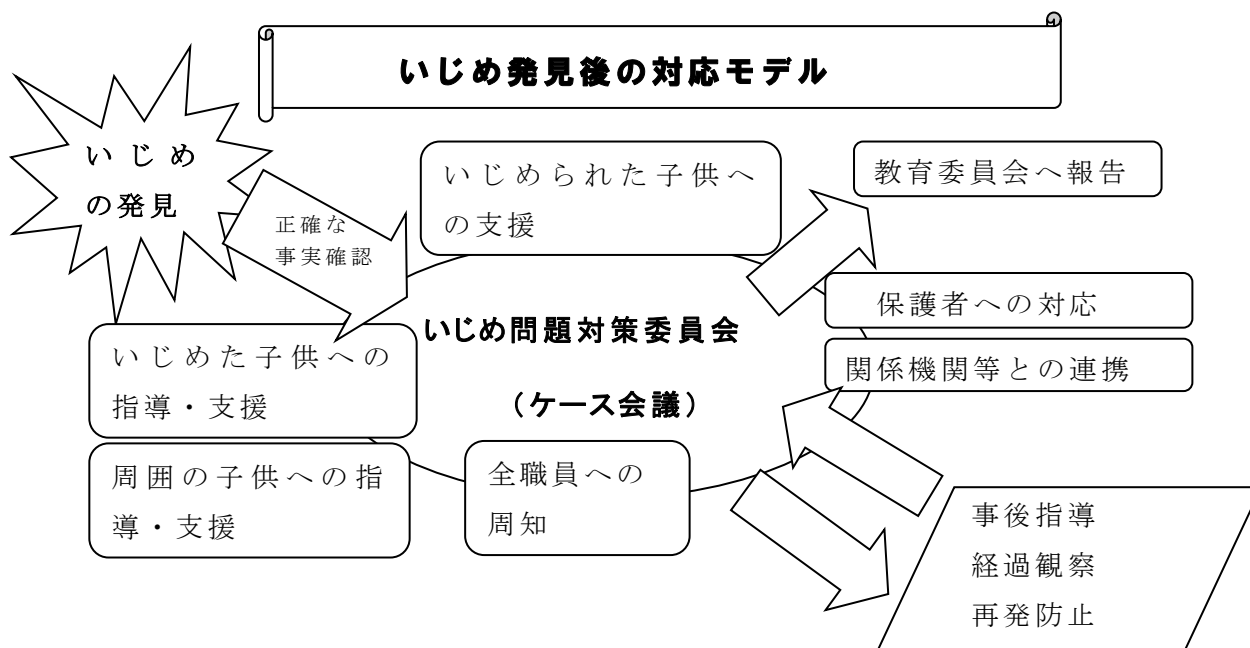 いじめ発見後の対応モデル
いじめ
の発見
正確な
事実確認
いじめられた子供へ
の支援
教育委員会へ報告
保護者への対応
関係機関等との連携
いじめ問題対策委員会
（ケース会議）
いじめた子供への
指導・支援
周囲の子供への指
導・支援
全職員への
周知
事後指導
経過観察
再発防止